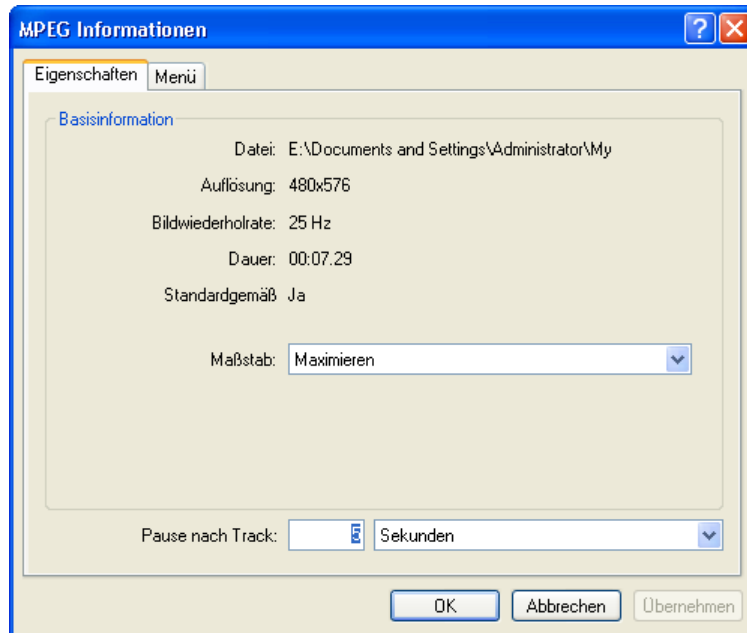 MPEG Informationen
Eigenschaften
Menü
Basisinformation
Datei: E:\Documents and Settings\Administrator\My
Auflösung: 480x576
Bildwiederholrate: 25 Hz
Dauer: 00:07.29
Standardgemäß Ja
Maßstab: Maximieren
Pause nach Track: 5 Sekunden
OK Abbrechen Übernehmen